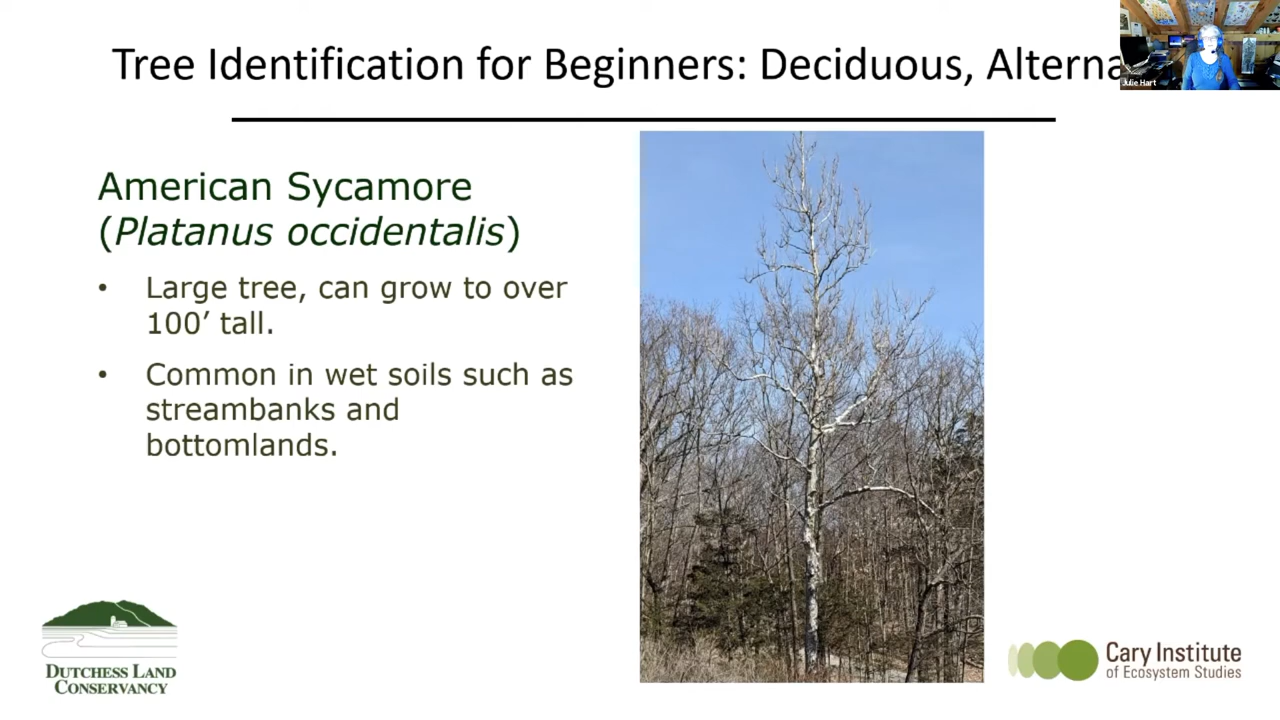 Tree Identification for Beginners: Deciduous, Alterna
Julie Hart
American Sycamore
(Platanus occidentalis)
• Large tree, can grow to over
100’ tall.
• Common in wet soils such as
streambanks and
bottomlands.
DUTCHESS LAND
CONSERVANCY
Cary Institute
of Ecosystem Studies